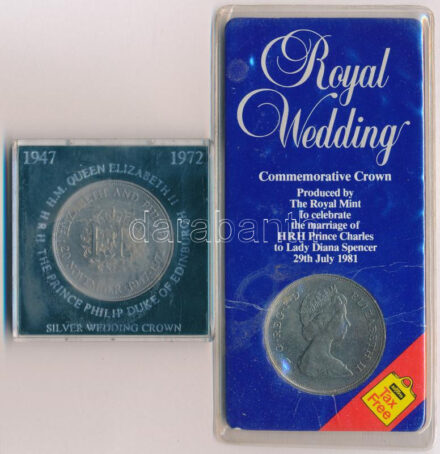 1947 1972
H.M. QUEEN ELIZABETH II
H.R.H. THE PRINCE PHILIP DUKE OF EDINBURGH
SILVER WEDDING CROWN
Royal
Wedding
Commemorative Crown
Produced by
The Royal Mint
to celebrate
the marriage of
HRH Prince Charles
to Lady Diana Spencer
29th July 1981
ELIZABETH II
Tax
Free
darabanth